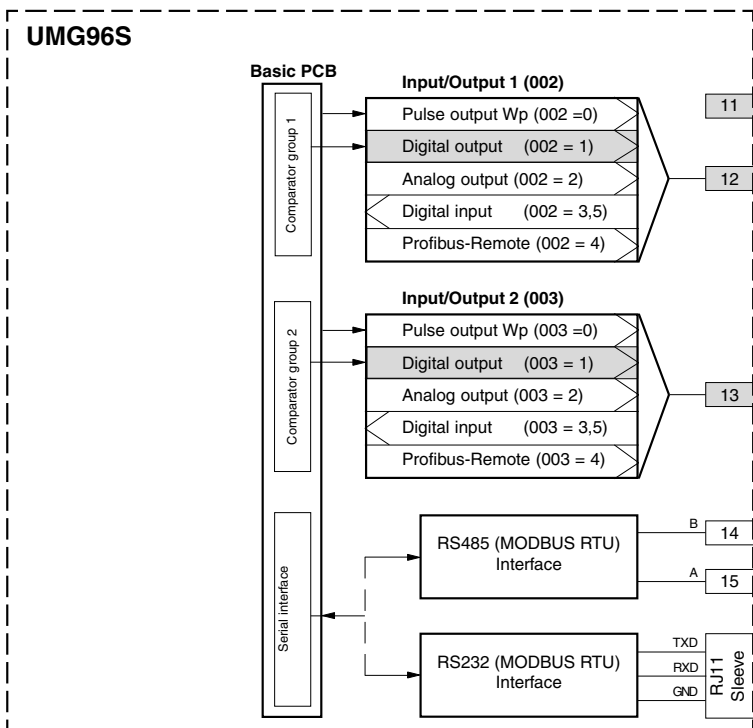 UMG96S
Basic PCB
Comparator group 1
Comparator group 2
Serial interface
Input/Output 1 (002)
Pulse output Wp (002 =0)
Digital output (002 = 1)
Analog output (002 = 2)
Digital input (002 = 3,5)
Profibus-Remote (002 = 4)
11
12
Input/Output 2 (003)
Pulse output Wp (003 =0)
Digital output (003 = 1)
Analog output (003 = 2)
Digital input (003 = 3,5)
Profibus-Remote (003 = 4)
13
RS485 (MODBUS RTU)
Interface
B
14
A
15
RS232 (MODBUS RTU)
Interface
TXD
RXD
GND
RJ11
Sleeve